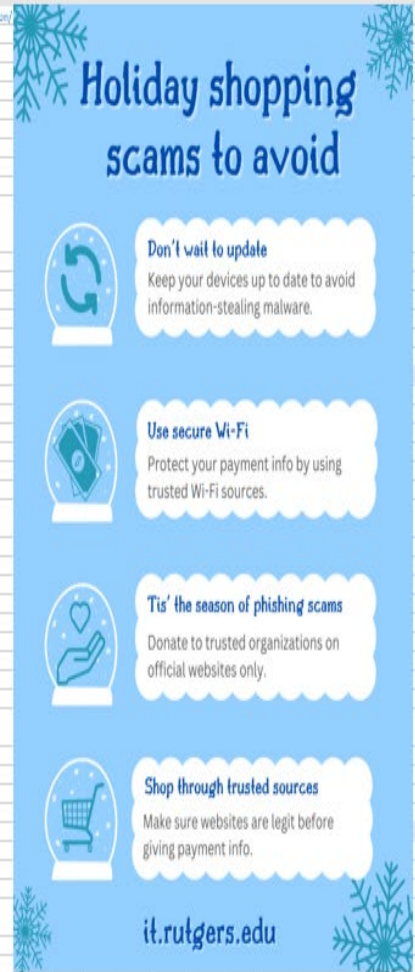 Holiday shopping
scams to avoid
Don't wait to update
Keep your devices up to date to avoid
information-stealing malware.
Use secure Wi-Fi
Protect your payment info by using
trusted Wi-Fi sources.
Tis' the season of phishing scams
Donate to trusted organizations on
official websites only.
Shop through trusted sources
Make sure websites are legit before
giving payment info.
it.rutgers.edu